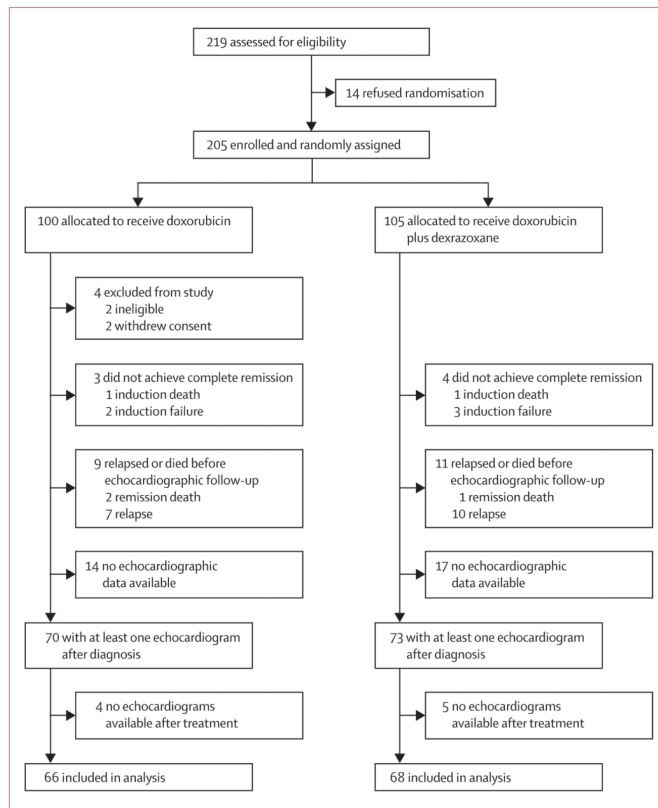 219 assessed for eligibility
14 refused randomisation
205 enrolled and randomly assigned
100 allocated to receive doxorubicin
105 allocated to receive doxorubicin
plus dexrazoxane
4 excluded from study
2 ineligible
2 withdrew consent
3 did not achieve complete remission
1 induction death
2 induction failure
4 did not achieve complete remission
1 induction death
3 induction failure
9 relapsed or died before
echocardiographic follow-up
2 remission death
7 relapse
11 relapsed or died before
echocardiographic follow-up
1 remission death
10 relapse
14 no echocardiographic
data available
17 no echocardiographic
data available
70 with at least one echocardiogram
after diagnosis
73 with at least one echocardiogram
after diagnosis
4 no echocardiograms
available after treatment
5 no echocardiograms
available after treatment
66 included in analysis
68 included in analysis